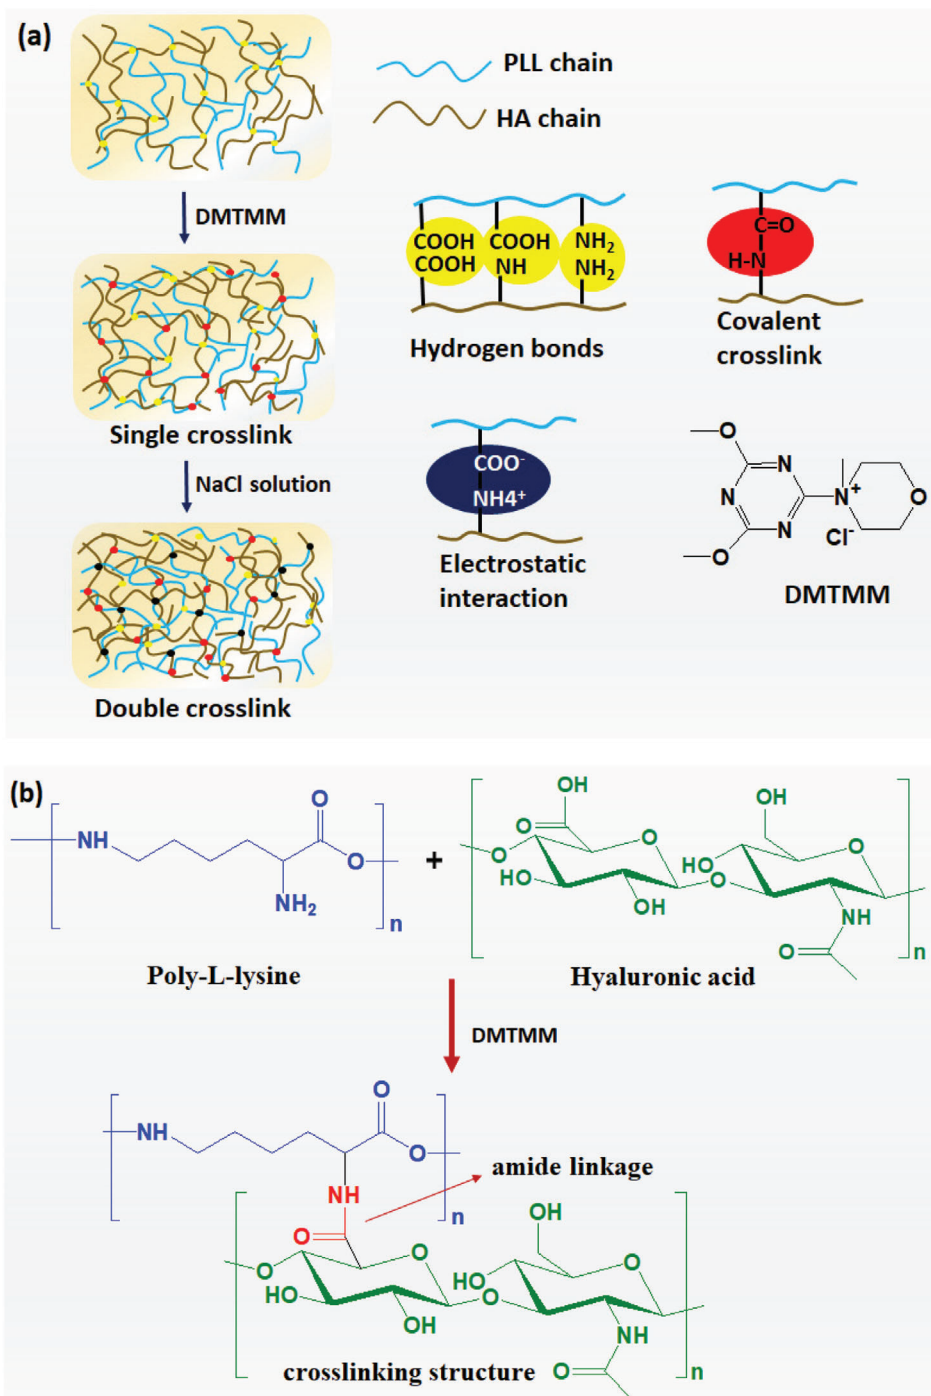 (a)
PLL chain
HA chain
DMTMM
COOH COOH NH₂
COOH NH NH₂
C=O
H-N
Hydrogen bonds
Covalent
crosslink
Single crosslink
NaCl solution
COO⁻
NH4⁺
Electrostatic
interaction
O
N N
N N⁺ O
O N Cl⁻
DMTMM
Double crosslink
(b)
O
NH
O
NH₂
n
Poly-L-lysine
+
OH
O
O
O
HO
OH
O
OH
HO
O
NH
O
n
Hyaluronic acid
DMTMM
O
NH
O
n
NH
O
amide linkage
O
O
HO
OH
O
OH
HO
O
NH
O
n
crosslinking structure